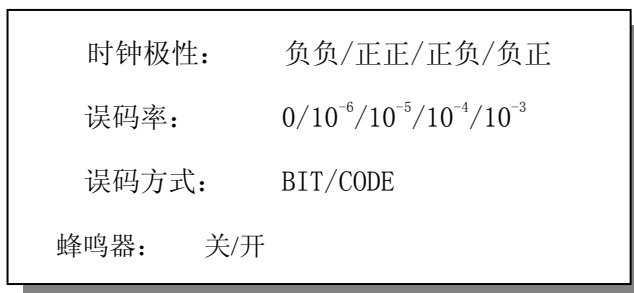 时钟极性： 负负/正正/正负/负正
误码率： 0/10⁻⁶/10⁻⁵/10⁻⁴/10⁻³
误码方式： BIT/CODE
蜂鸣器： 关/开